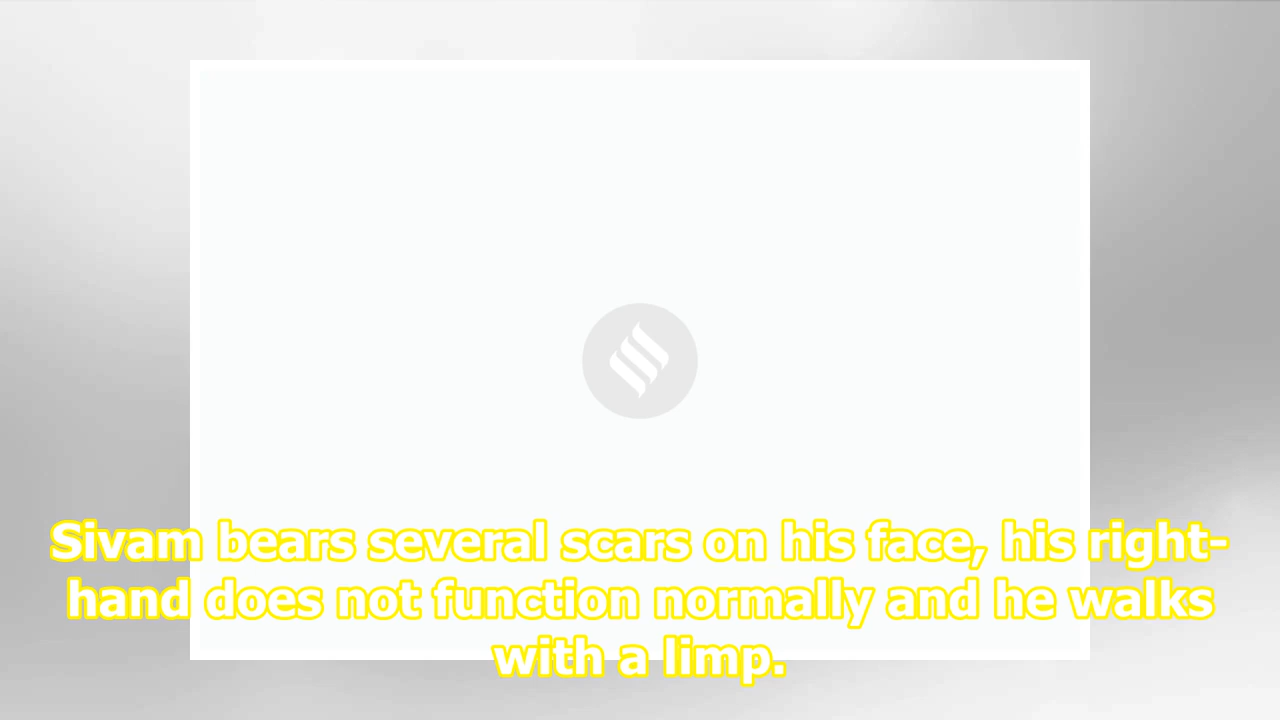 Sivam bears several scars on his face, his right-
hand does not function normally and he walks
with a limp.